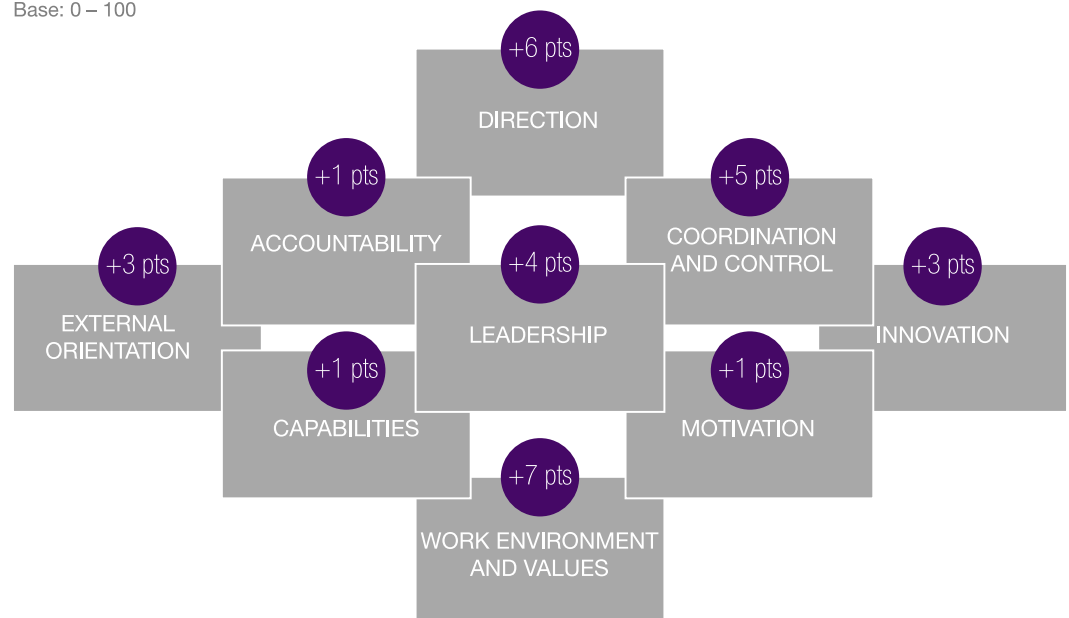 Base: 0 – 100
+6 pts
DIRECTION
+1 pts
ACCOUNTABILITY
+5 pts
COORDINATION
AND CONTROL
+3 pts
EXTERNAL
ORIENTATION
+4 pts
LEADERSHIP
+3 pts
INNOVATION
+1 pts
CAPABILITIES
+1 pts
MOTIVATION
+7 pts
WORK ENVIRONMENT
AND VALUES